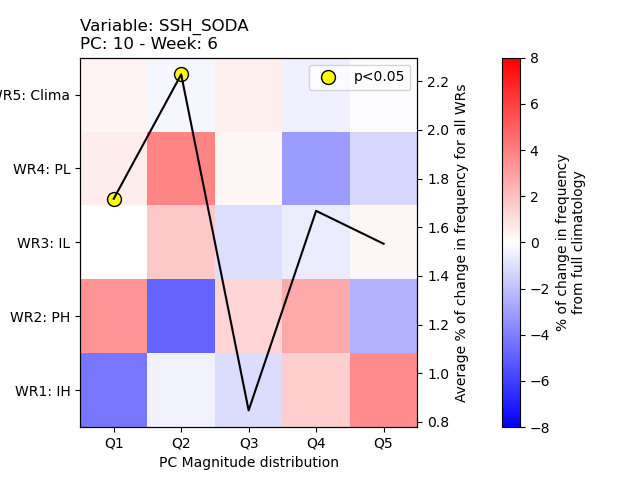 Variable: SSH_SODA
PC: 10 - Week: 6
p<0.05
WR5: Clima
WR4: PL
WR3: IL
WR2: PH
WR1: IH
Q1 Q2 Q3 Q4 Q5
PC Magnitude distribution
2.2
2.0
1.8
1.6
1.4
1.2
1.0
0.8
Average % of change in frequency for all WRs
8
6
4
2
0
−2
−4
−6
−8
% of change in frequency
from full climatology